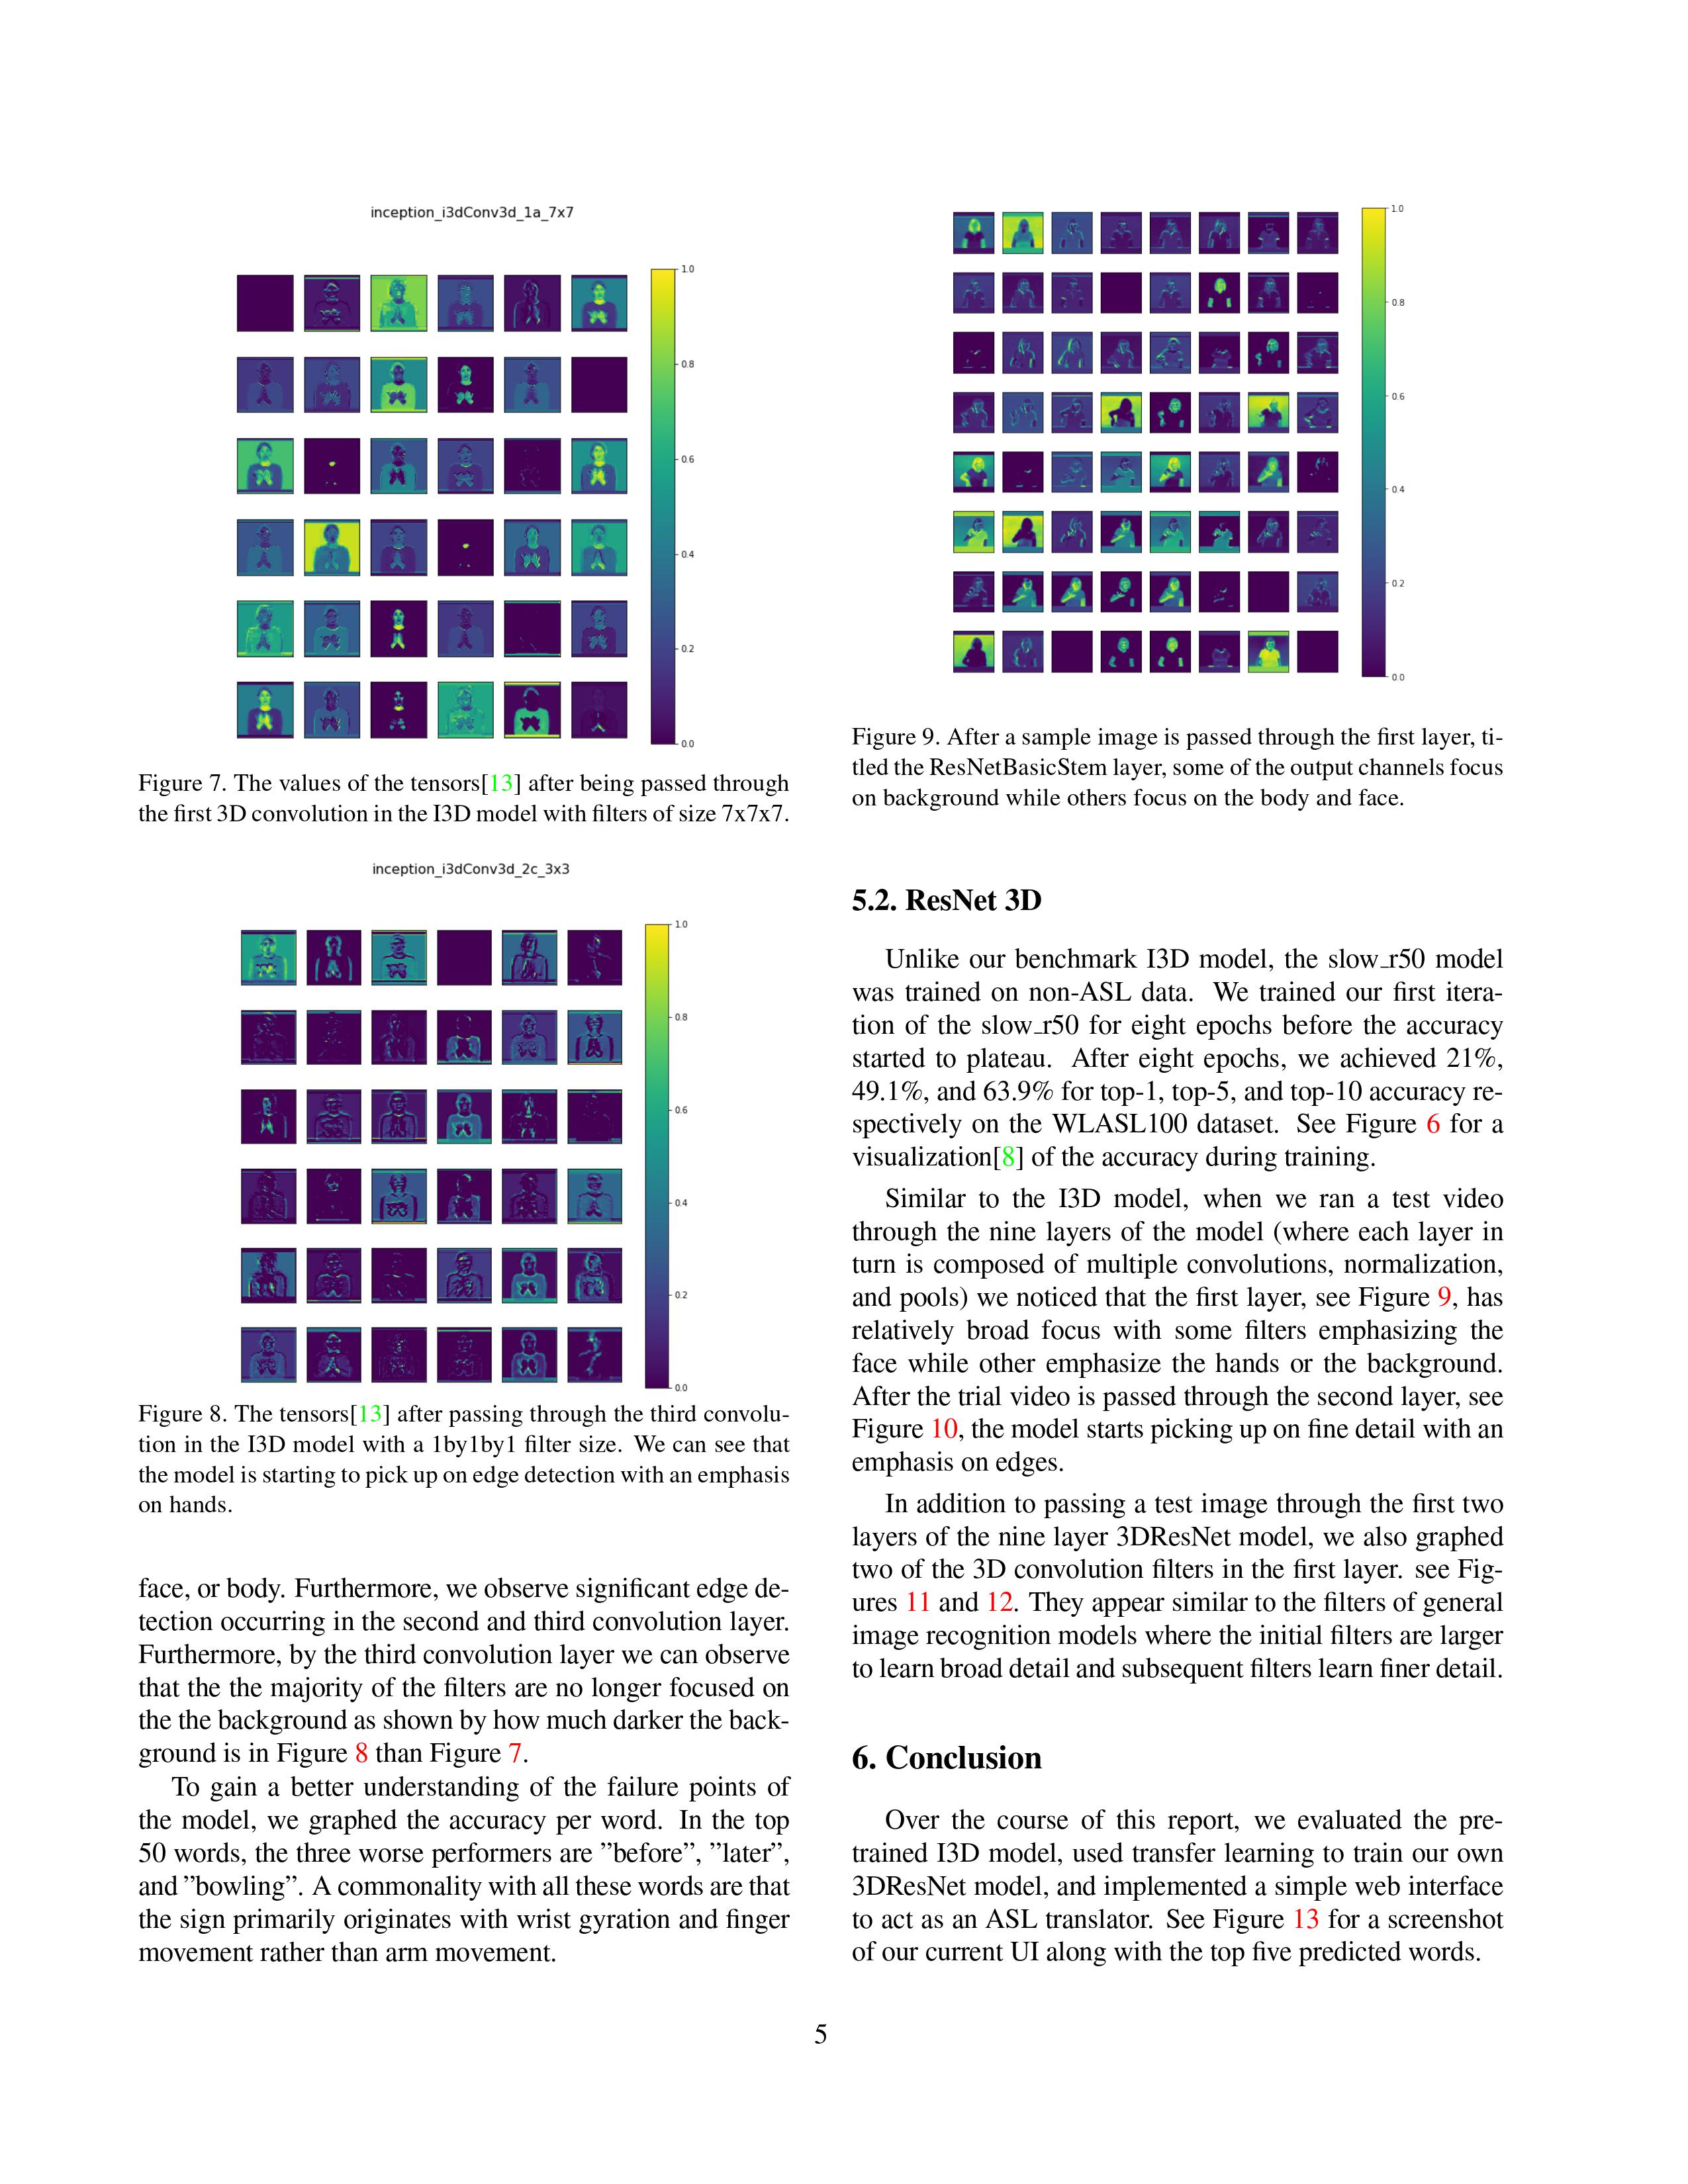 inception_i3dConv3d_1a_7x7
1.0
0.8
0.6
0.4
0.2
0.0
Figure 7. The values of the tensors[13] after being passed through
the first 3D convolution in the I3D model with filters of size 7x7x7.
inception_i3dConv3d_2c_3x3
1.0
0.8
0.6
0.4
0.2
0.0
Figure 8. The tensors[13] after passing through the third convolu-
tion in the I3D model with a 1by1by1 filter size. We can see that
the model is starting to pick up on edge detection with an emphasis
on hands.
face, or body. Furthermore, we observe significant edge de-
tection occurring in the second and third convolution layer.
Furthermore, by the third convolution layer we can observe
that the the majority of the filters are no longer focused on
the the background as shown by how much darker the back-
ground is in Figure 8 than Figure 7.
To gain a better understanding of the failure points of
the model, we graphed the accuracy per word. In the top
50 words, the three worse performers are ”before”, ”later”,
and ”bowling”. A commonality with all these words are that
the sign primarily originates with wrist gyration and finger
movement rather than arm movement.
1.0
0.8
0.6
0.4
0.2
0.0
Figure 9. After a sample image is passed through the first layer, ti-
tled the ResNetBasicStem layer, some of the output channels focus
on background while others focus on the body and face.
5.2. ResNet 3D
Unlike our benchmark I3D model, the slow_r50 model
was trained on non-ASL data. We trained our first itera-
tion of the slow_r50 for eight epochs before the accuracy
started to plateau. After eight epochs, we achieved 21%,
49.1%, and 63.9% for top-1, top-5, and top-10 accuracy re-
spectively on the WLASL100 dataset. See Figure 6 for a
visualization[8] of the accuracy during training.
Similar to the I3D model, when we ran a test video
through the nine layers of the model (where each layer in
turn is composed of multiple convolutions, normalization,
and pools) we noticed that the first layer, see Figure 9, has
relatively broad focus with some filters emphasizing the
face while other emphasize the hands or the background.
After the trial video is passed through the second layer, see
Figure 10, the model starts picking up on fine detail with an
emphasis on edges.
In addition to passing a test image through the first two
layers of the nine layer 3DResNet model, we also graphed
two of the 3D convolution filters in the first layer. see Fig-
ures 11 and 12. They appear similar to the filters of general
image recognition models where the initial filters are larger
to learn broad detail and subsequent filters learn finer detail.
6. Conclusion
Over the course of this report, we evaluated the pre-
trained I3D model, used transfer learning to train our own
3DResNet model, and implemented a simple web interface
to act as an ASL translator. See Figure 13 for a screenshot
of our current UI along with the top five predicted words.
5